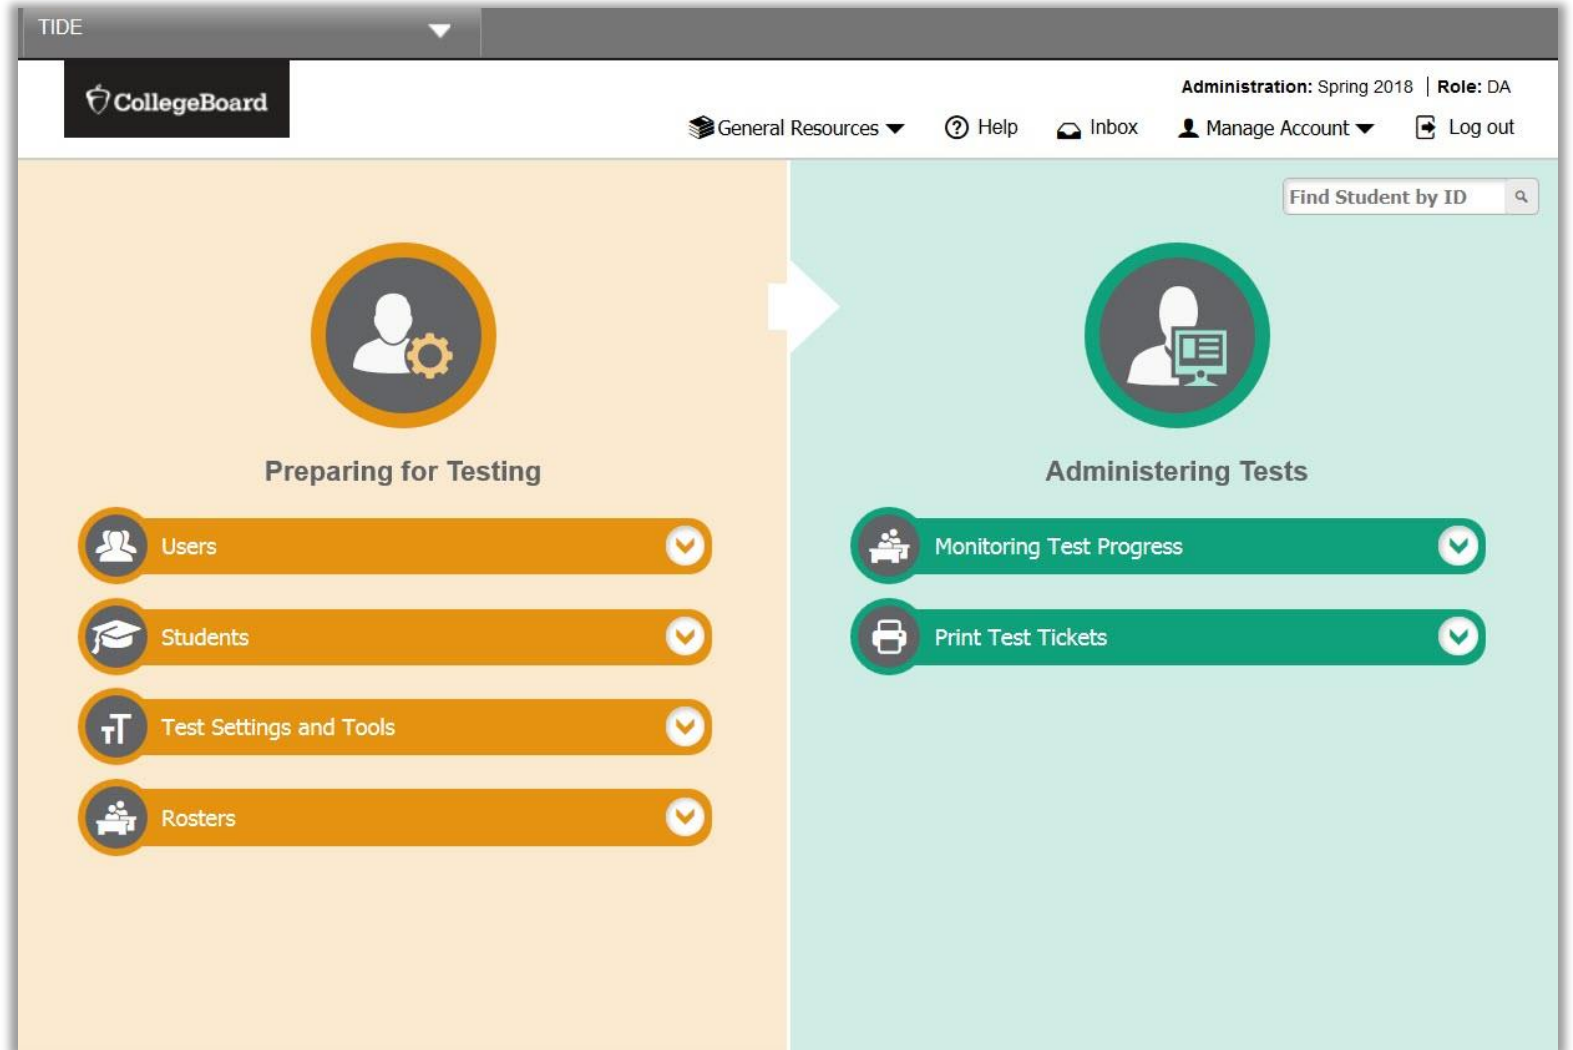 TIDE
CollegeBoard
Administration: Spring 2018 | Role: DA
General Resources Help Inbox Manage Account Log out
Find Student by ID
Preparing for Testing
Users
Students
Test Settings and Tools
Rosters
Administering Tests
Monitoring Test Progress
Print Test Tickets